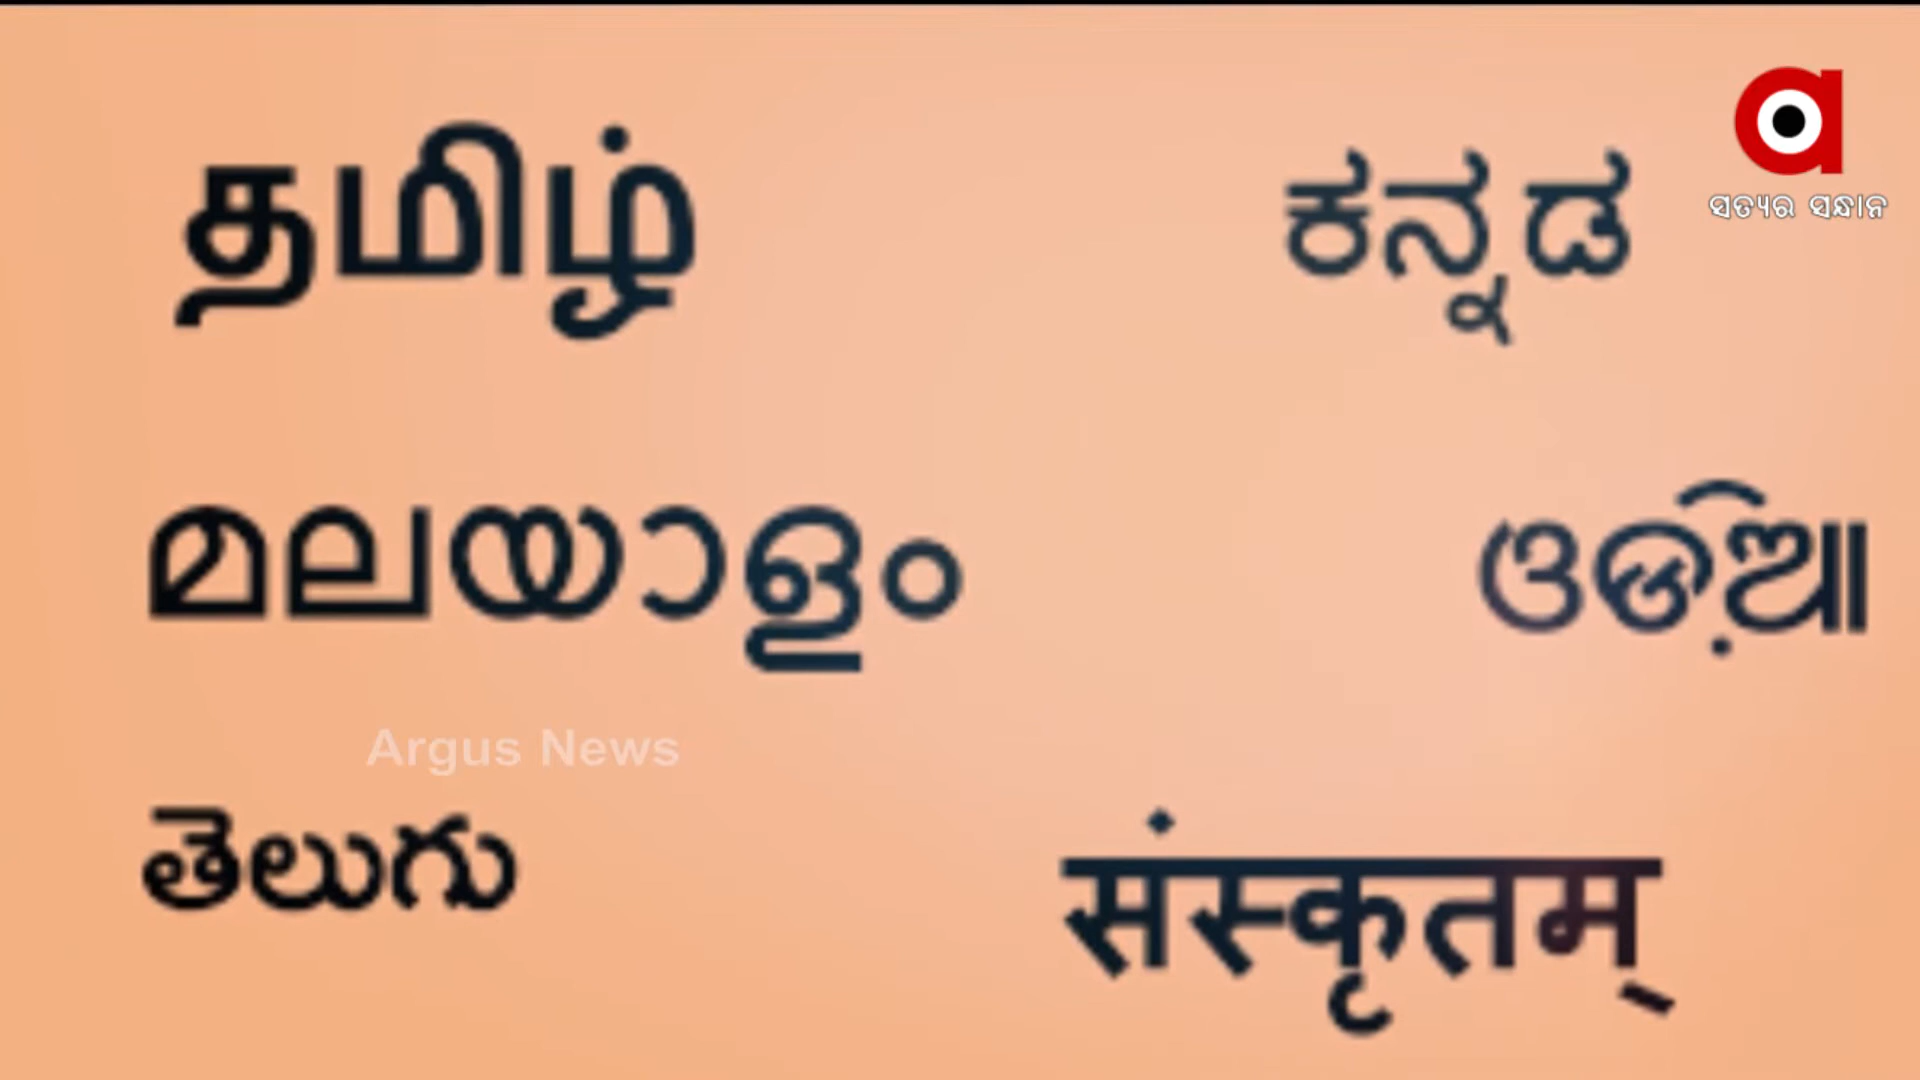 தமிழ்
ಕನ್ನಡ
ସତ୍ୟର ସନ୍ଧାନ
മലയാളം
ଓଡ଼ିଆ
Argus News
తెలుగు
संस्कृतम्